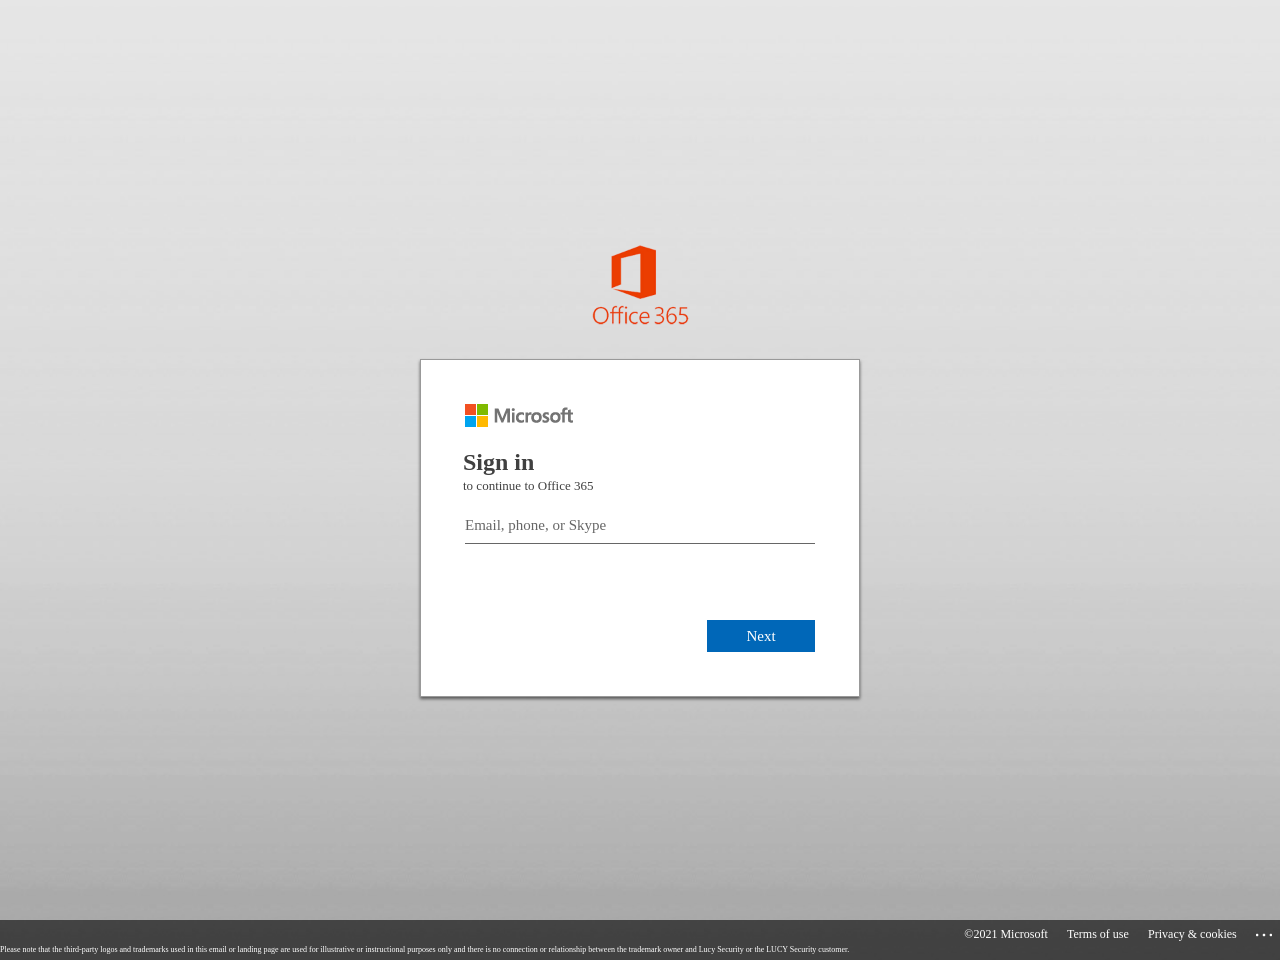 Office 365
Microsoft
Sign in
to continue to Office 365
Email, phone, or Skype
Next
©2021 Microsoft Terms of use Privacy & cookies ...
Please note that the third-party logos and trademarks used in this email or landing page are used for illustrative or instructional purposes only and there is no connection or relationship between the trademark owner and Lucy Security or the LUCY Security customer.